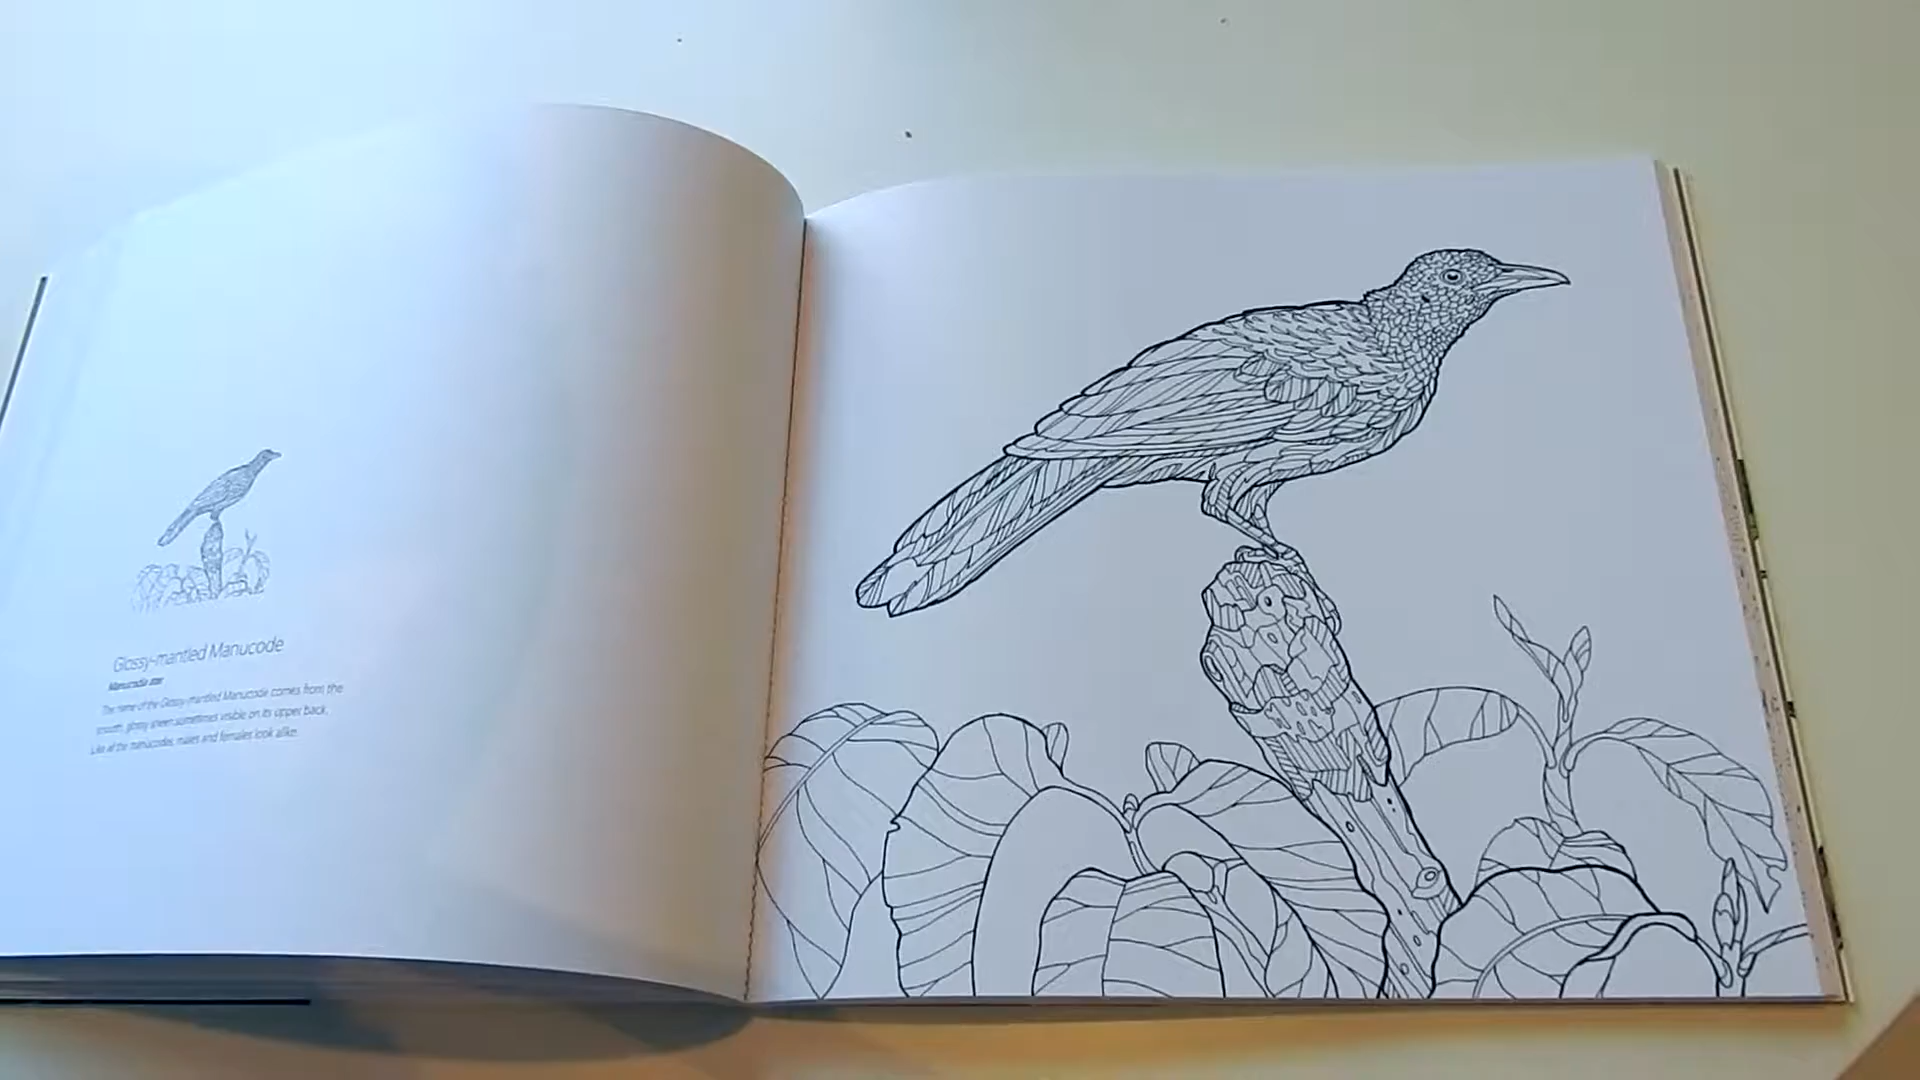 Glossy-mantled Manucode
Manucodia ater
The name of the Glossy-mantled Manucode comes from the
smooth, glossy sheen sometimes visible on its upper back.
Like all the manucodes, males and females look alike.